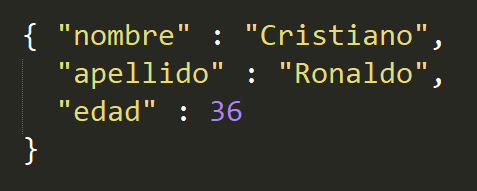 { "nombre" : "Cristiano",
"apellido" : "Ronaldo",
"edad" : 36
}